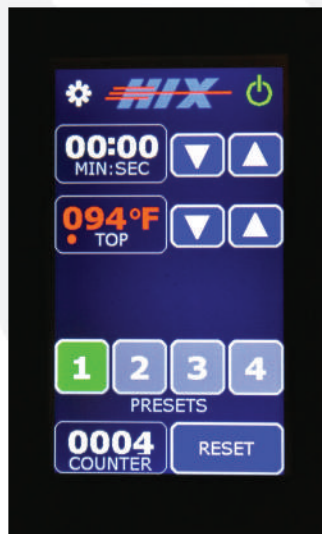 HIX
00:00
MIN:SEC
094°F
TOP
1 2 3 4
PRESETS
0004
COUNTER
RESET